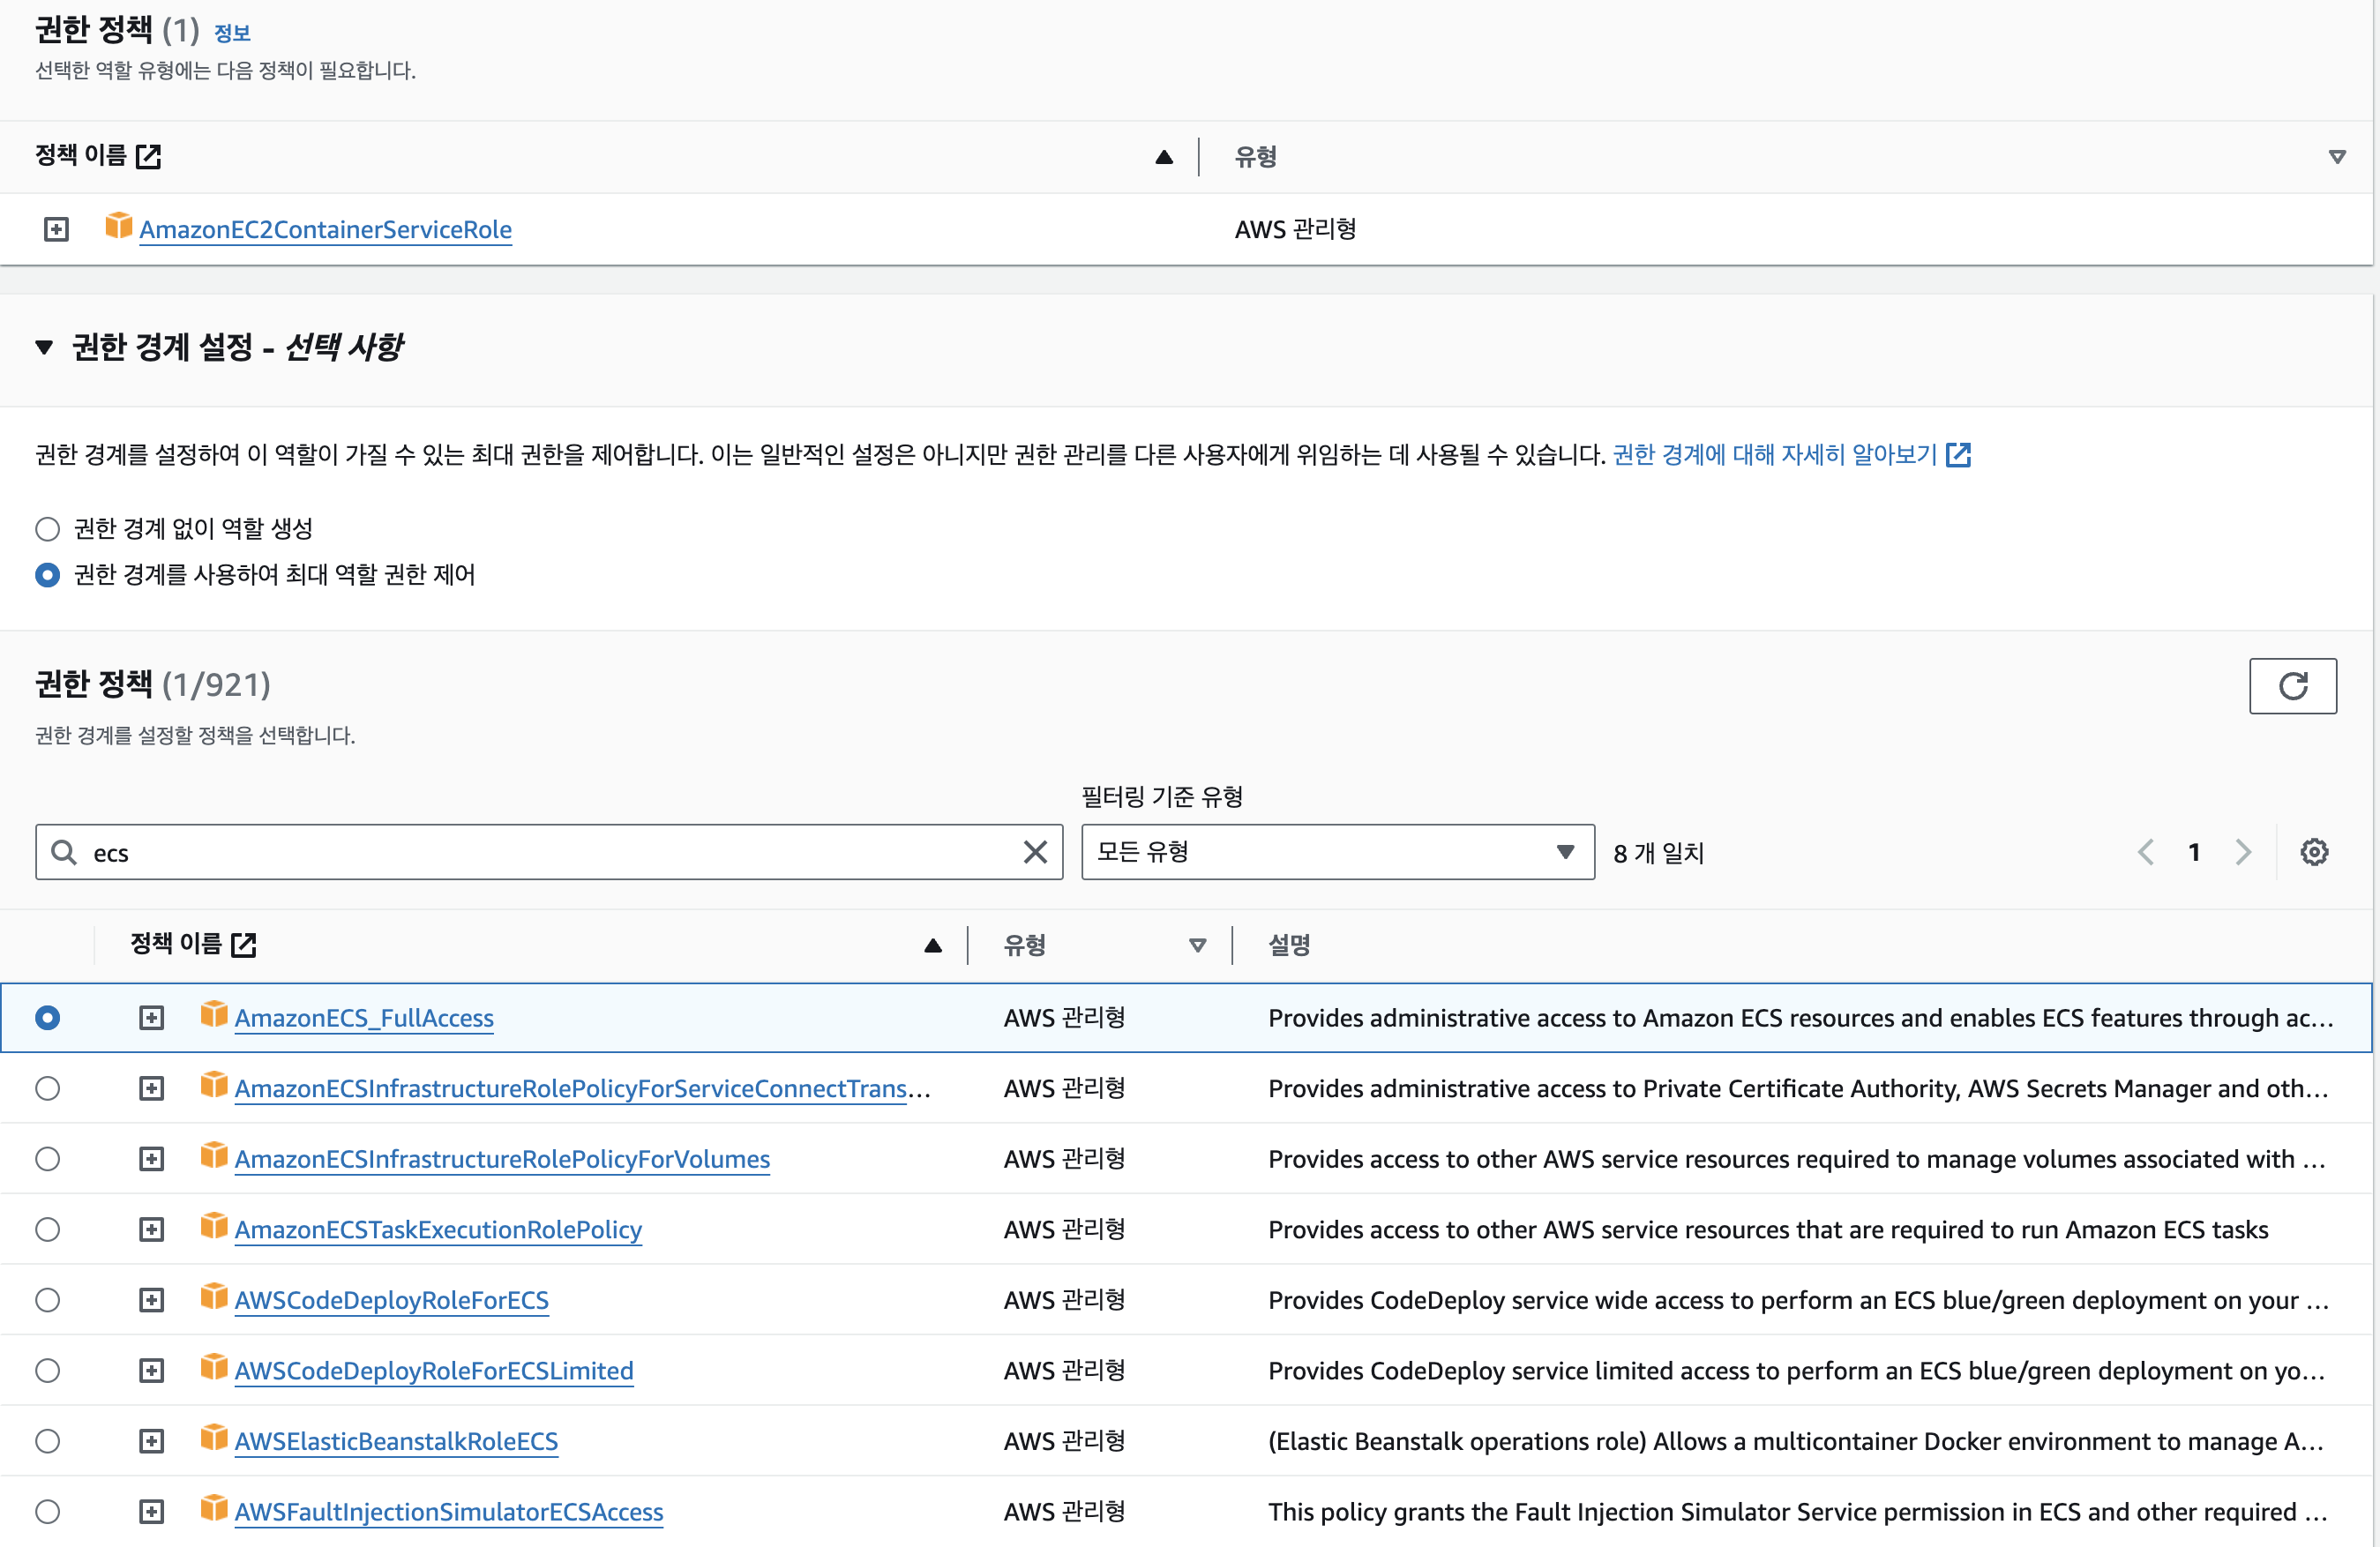 권한 정책 (1) 정보
선택한 역할 유형에는 다음 정책이 필요합니다.
정책 이름 유형
AmazonEC2ContainerServiceRole AWS 관리형
권한 경계 설정 - 선택 사항
권한 경계를 설정하여 이 역할이 가질 수 있는 최대 권한을 제어합니다. 이는 일반적인 설정은 아니지만 권한 관리를 다른 사용자에게 위임하는 데 사용될 수 있습니다. 권한 경계에 대해 자세히 알아보기
권한 경계 없이 역할 생성
권한 경계를 사용하여 최대 역할 권한 제어
권한 정책 (1/921)
권한 경계를 설정할 정책을 선택합니다.
필터링 기준 유형
ecs 모든 유형 8 개 일치 1
정책 이름 유형 설명
AmazonECS_FullAccess AWS 관리형 Provides administrative access to Amazon ECS resources and enables ECS features through ac...
AmazonECSInfrastructureRolePolicyForServiceConnectTrans... AWS 관리형 Provides administrative access to Private Certificate Authority, AWS Secrets Manager and oth...
AmazonECSInfrastructureRolePolicyForVolumes AWS 관리형 Provides access to other AWS service resources required to manage volumes associated with ...
AmazonECSTaskExecutionRolePolicy AWS 관리형 Provides access to other AWS service resources that are required to run Amazon ECS tasks
AWSCodeDeployRoleForECS AWS 관리형 Provides CodeDeploy service wide access to perform an ECS blue/green deployment on your ...
AWSCodeDeployRoleForECSLimited AWS 관리형 Provides CodeDeploy service limited access to perform an ECS blue/green deployment on yo...
AWSElasticBeanstalkRoleECS AWS 관리형 (Elastic Beanstalk operations role) Allows a multicontainer Docker environment to manage A...
AWSFaultInjectionSimulatorECSAccess AWS 관리형 This policy grants the Fault Injection Simulator Service permission in ECS and other required ...